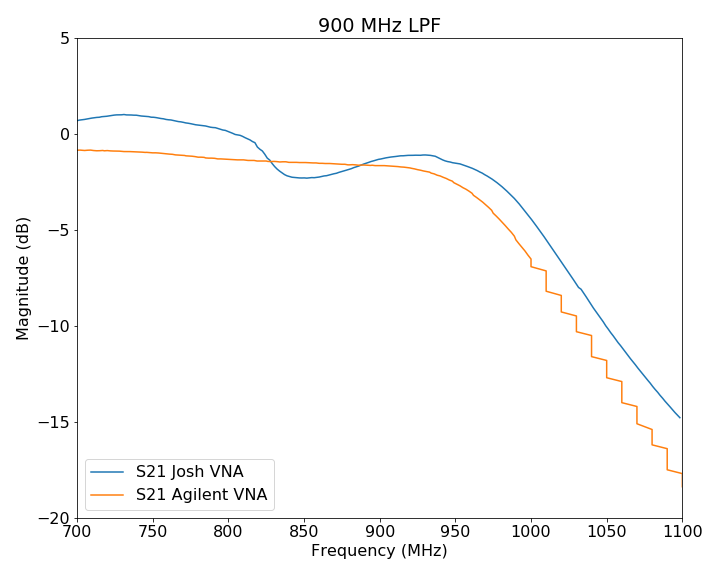 900 MHz LPF
Magnitude (dB)
5
0
−5
−10
−15
−20
S21 Josh VNA
S21 Agilent VNA
700 750 800 850 900 950 1000 1050 1100
Frequency (MHz)